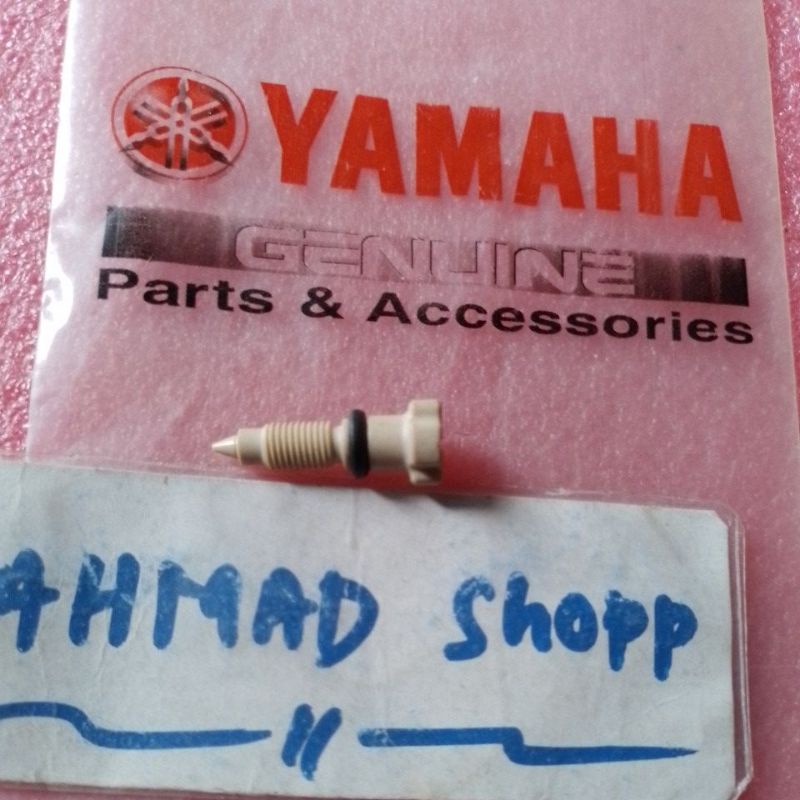 YAMAHA
GENUINE
Parts & Accessories
AHMAD Shopp